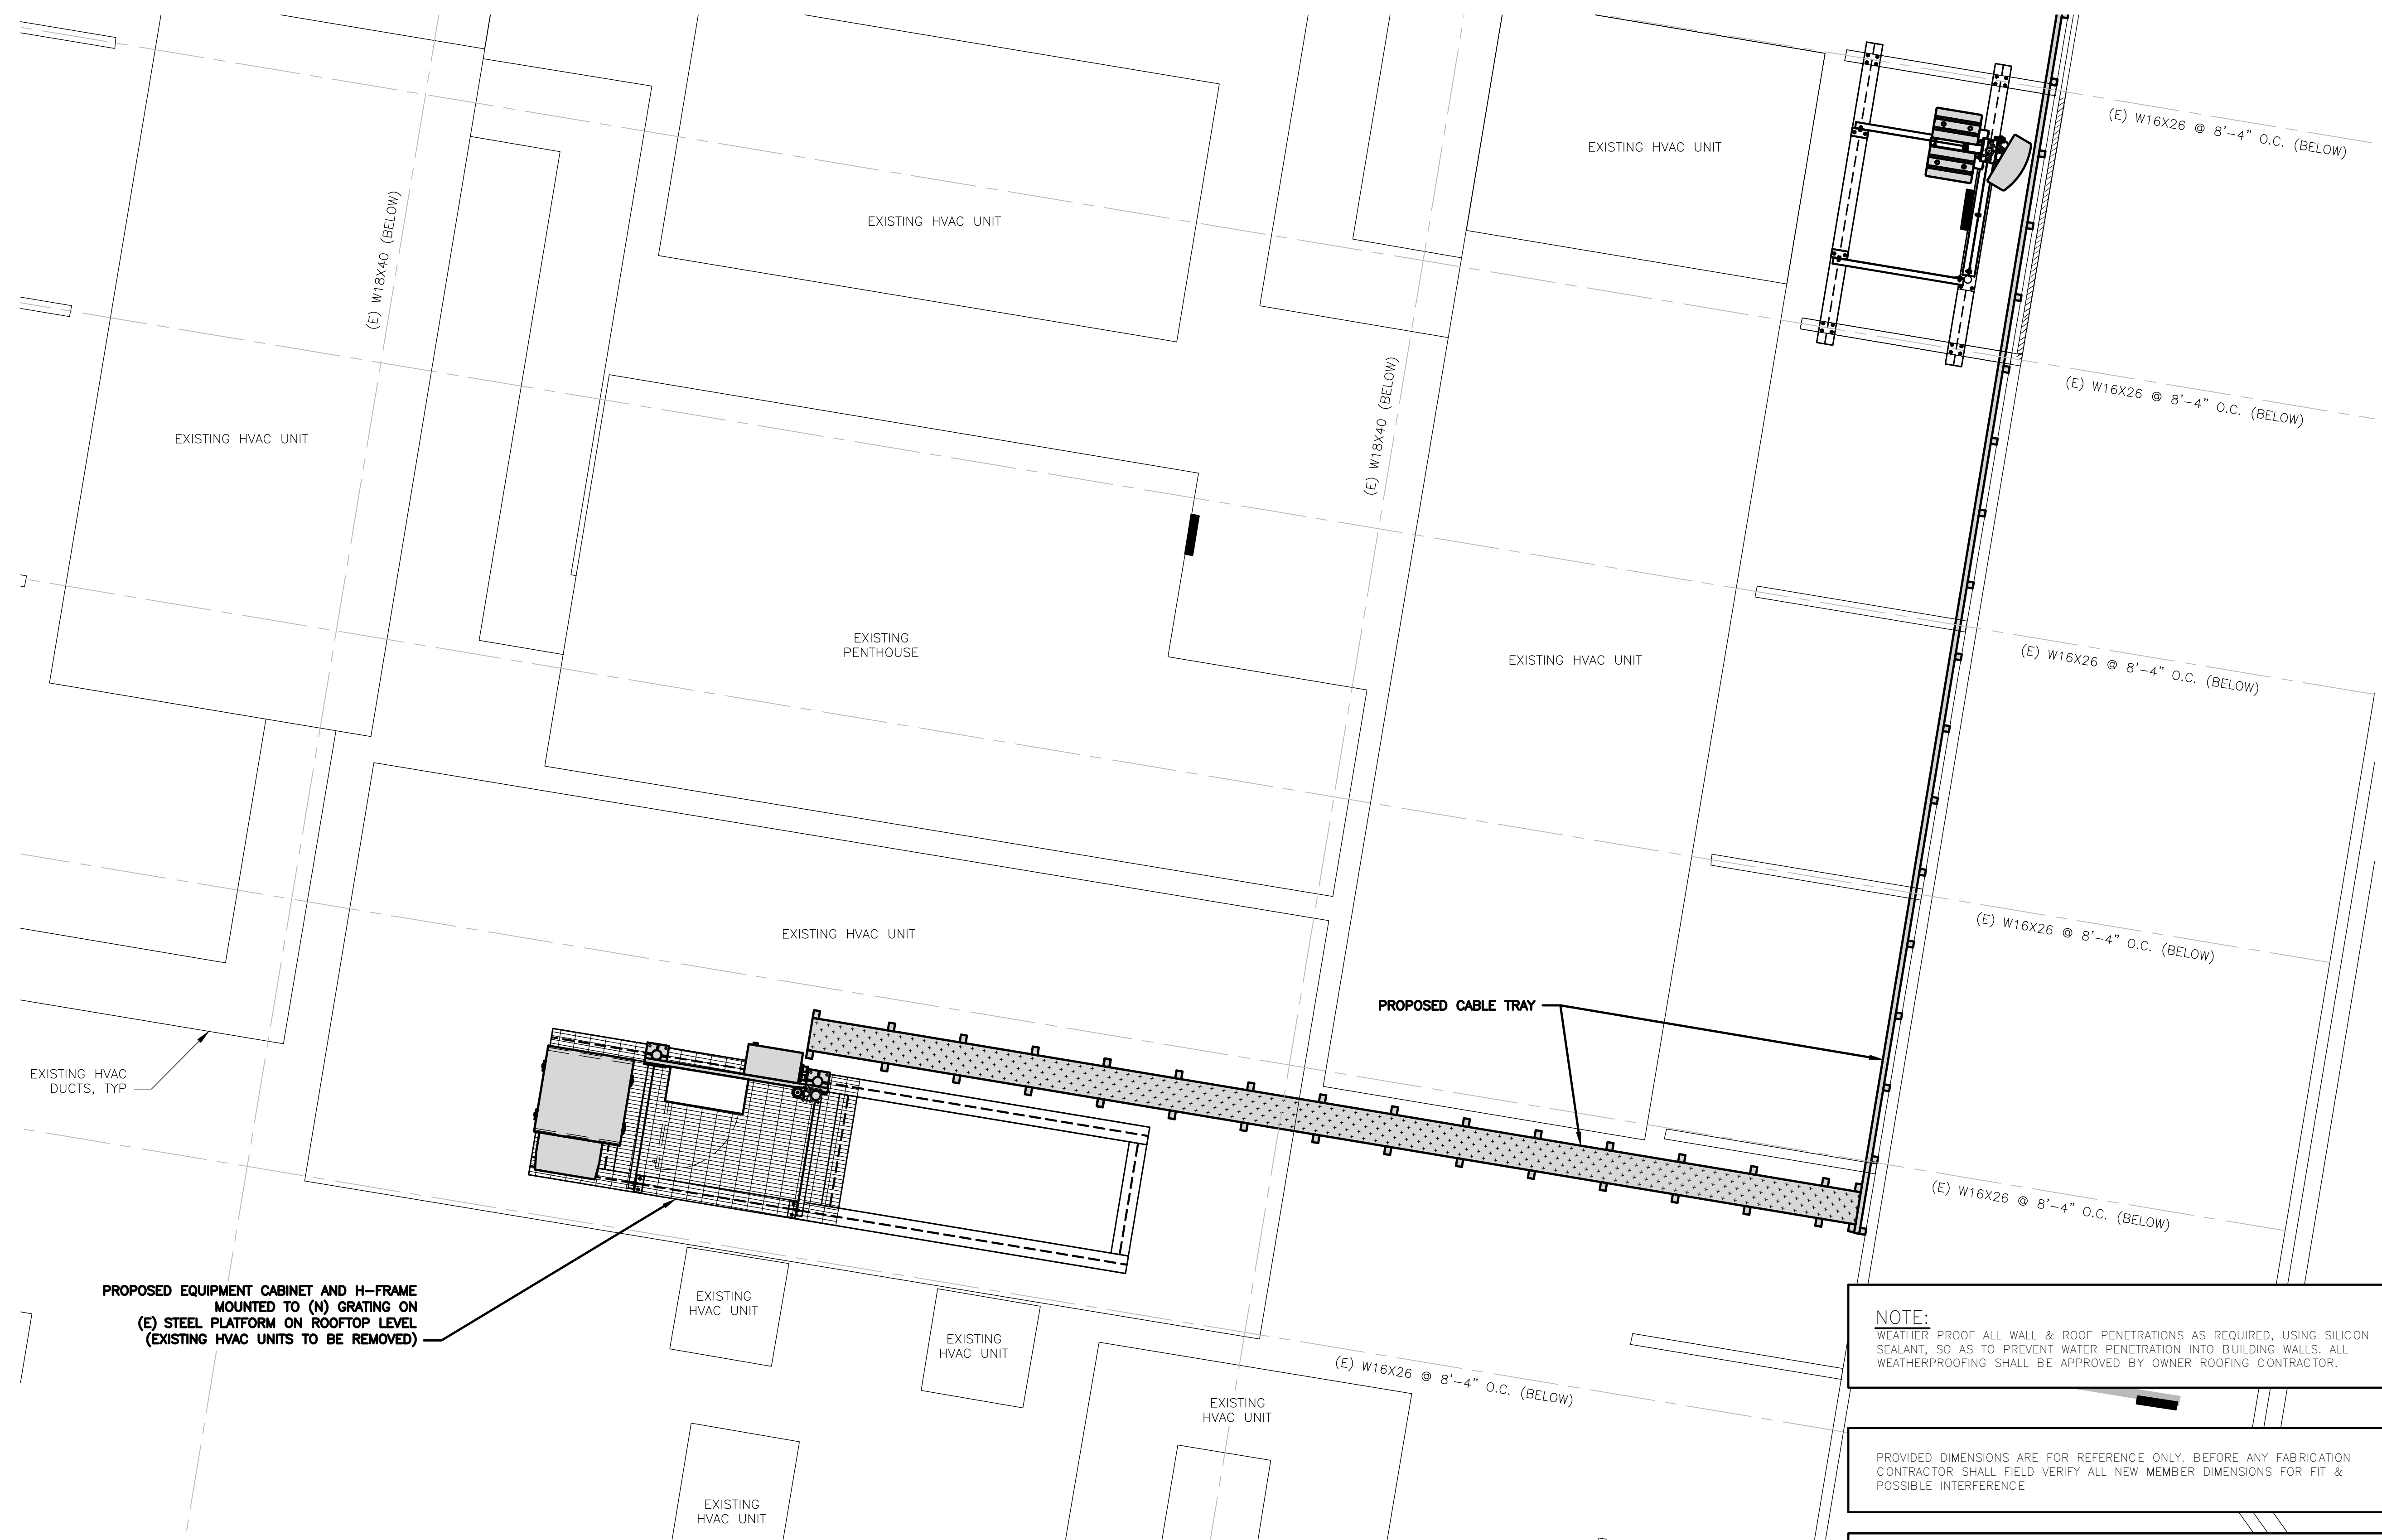 (E) W16X26 @ 8'-4" O.C. (BELOW)
EXISTING HVAC UNIT
EXISTING HVAC UNIT
(E) W18X40 (BELOW)
(E) W16X26 @ 8'-4" O.C. (BELOW)
(E) W18X40 (BELOW)
EXISTING HVAC UNIT
EXISTING
PENTHOUSE
EXISTING HVAC UNIT
(E) W16X26 @ 8'-4" O.C. (BELOW)
EXISTING HVAC UNIT
(E) W16X26 @ 8'-4" O.C. (BELOW)
PROPOSED CABLE TRAY
EXISTING HVAC
DUCTS, TYP
(E) W16X26 @ 8'-4" O.C. (BELOW)
PROPOSED EQUIPMENT CABINET AND H-FRAME
MOUNTED TO (N) GRATING ON
(E) STEEL PLATFORM ON ROOFTOP LEVEL
(EXISTING HVAC UNITS TO BE REMOVED)
EXISTING
HVAC UNIT
EXISTING
HVAC UNIT
(E) W16X26 @ 8'-4" O.C. (BELOW)
EXISTING
HVAC UNIT
EXISTING
HVAC UNIT
NOTE:
WEATHER PROOF ALL WALL & ROOF PENETRATIONS AS REQUIRED, USING SILICON
SEALANT, SO AS TO PREVENT WATER PENETRATION INTO BUILDING WALLS. ALL
WEATHERPROOFING SHALL BE APPROVED BY OWNER ROOFING CONTRACTOR.
PROVIDED DIMENSIONS ARE FOR REFERENCE ONLY. BEFORE ANY FABRICATION
CONTRACTOR SHALL FIELD VERIFY ALL NEW MEMBER DIMENSIONS FOR FIT &
POSSIBLE INTERFERENCE